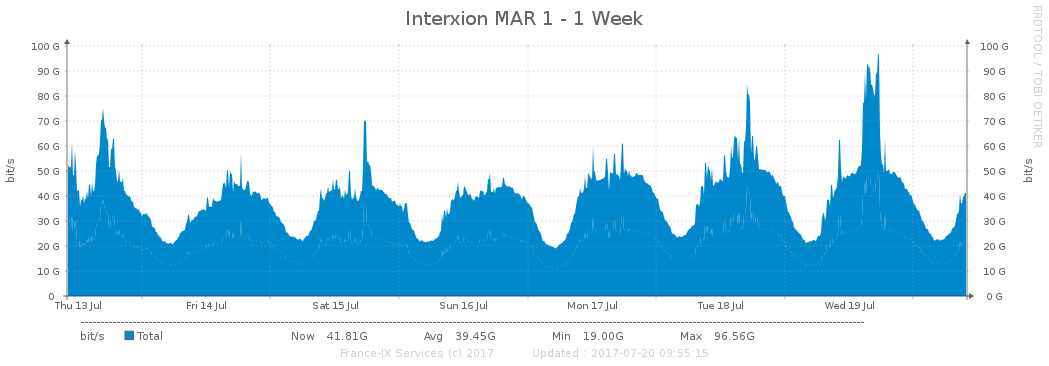 Interxion MAR 1 - 1 Week
RRDTOOL / TOBI OETIKER
bit/s
100 G 100 G
90 G 90 G
80 G 80 G
70 G 70 G
60 G 60 G
50 G 50 G
40 G 40 G
30 G 30 G
20 G 20 G
10 G 10 G
0 0 G
bit/s
Thu 13 Jul Fri 14 Jul Sat 15 Jul Sun 16 Jul Mon 17 Jul Tue 18 Jul Wed 19 Jul
bit/s Total Now 41.81G Avg 39.45G Min 19.00G Max 96.56G
France-IX Services (c) 2017 Updated : 2017-07-20 09:55:15